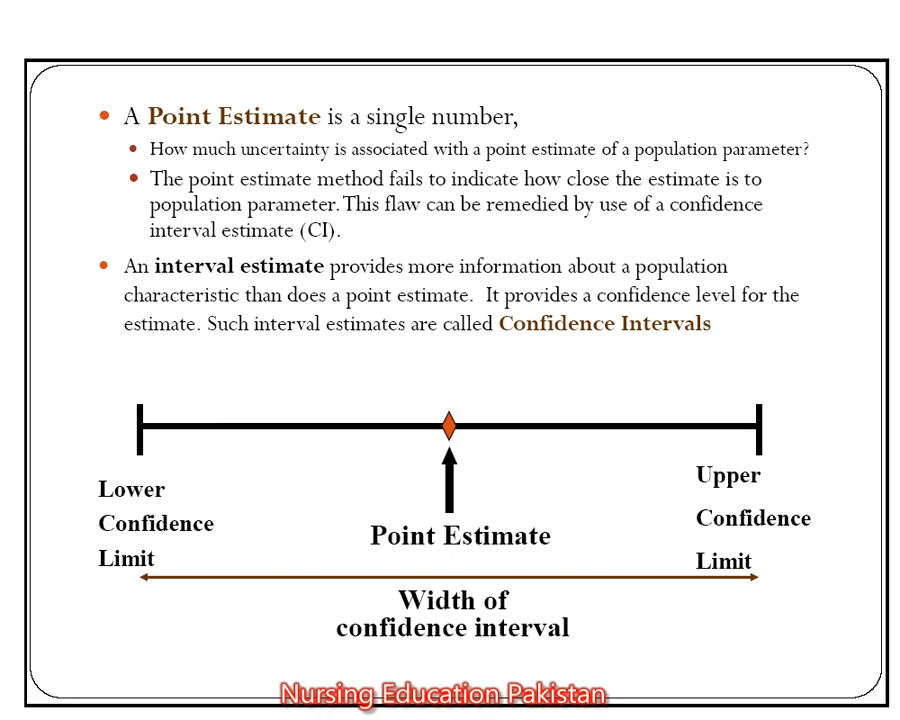 A Point Estimate is a single number,
How much uncertainty is associated with a point estimate of a population parameter?
The point estimate method fails to indicate how close the estimate is to
population parameter. This flaw can be remedied by use of a confidence
interval estimate (CI).
An interval estimate provides more information about a population
characteristic than does a point estimate. It provides a confidence level for the
estimate. Such interval estimates are called Confidence Intervals
Lower
Confidence
Limit
Point Estimate
Upper
Confidence
Limit
Width of
confidence interval
Nursing Education Pakistan